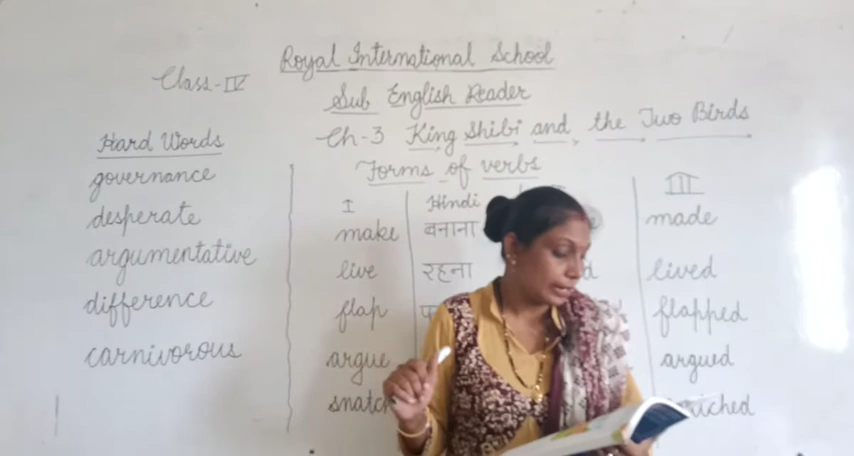 Royal International School
Class-IV
Sub English Reader
Ch-3 King Shibi and the Two Birds
Hard Words
governance
desperate
argumentative
difference
carnivorous
Forms of verbs
I Hindi III
make बनाना made
live रहना lived
flap flapped
argue argued